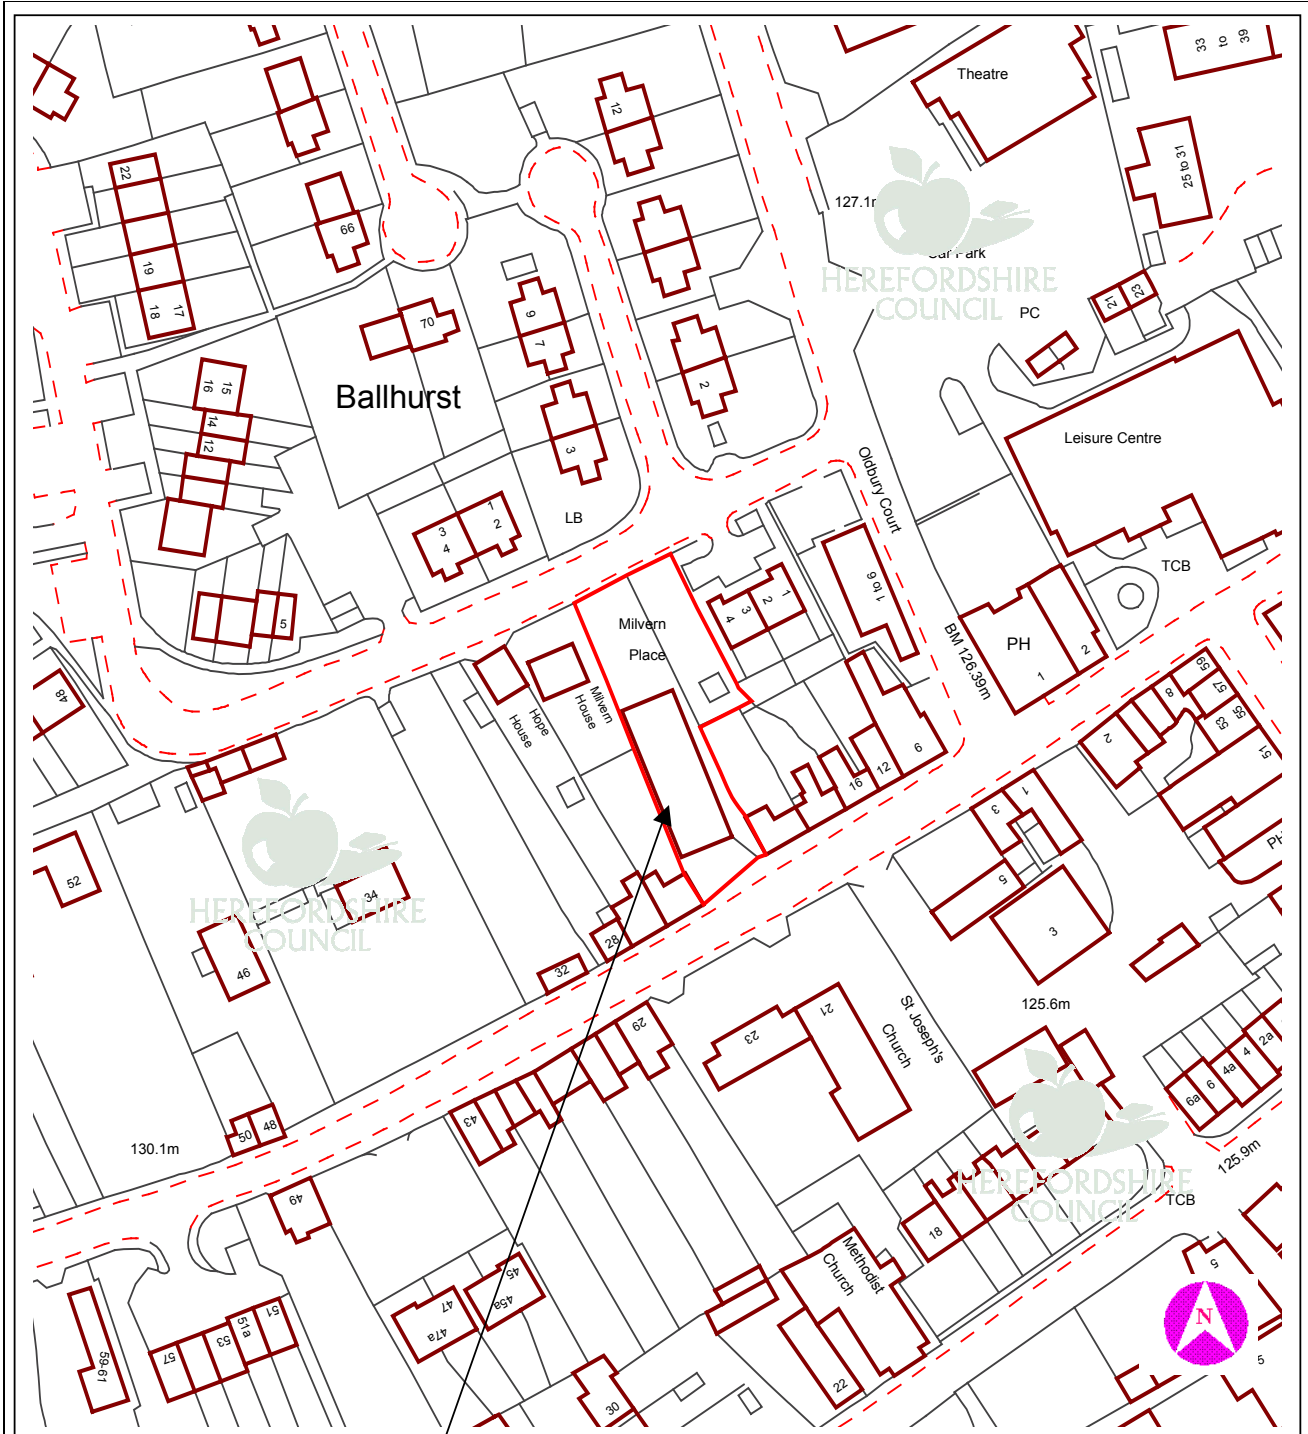 Theatre
33
to
39
12
22
25 to 31
127.1m
66
Car Park
HEREFORDSHIRE
COUNCIL
19
18
17
21
23
PC
70
9
7
2
15
16
Ballhurst
14
12
3
Leisure Centre
Oldbury Court
1
2
3
4
LB
TCB
1 to 6
1
2
3
4
5
Milvern
Place
BM 126.39m
PH
1
2
48
Milvern
House
Hope
House
59
57
55
53
51
8
2
6
12
16
PH
1
3
5
3
52
34
HEREFORDSHIRE
COUNCIL
46
28
32
125.6m
St Joseph's
Church
21
23
29
43
2a
4
4a
6
6a
50
48
130.1m
125.9m
HEREFORDSHIRE
COUNCIL
TCB
49
18
Methodist
Church
45
45a
47
47a
5
N
51
51a
53
57
59-61
22
30
5